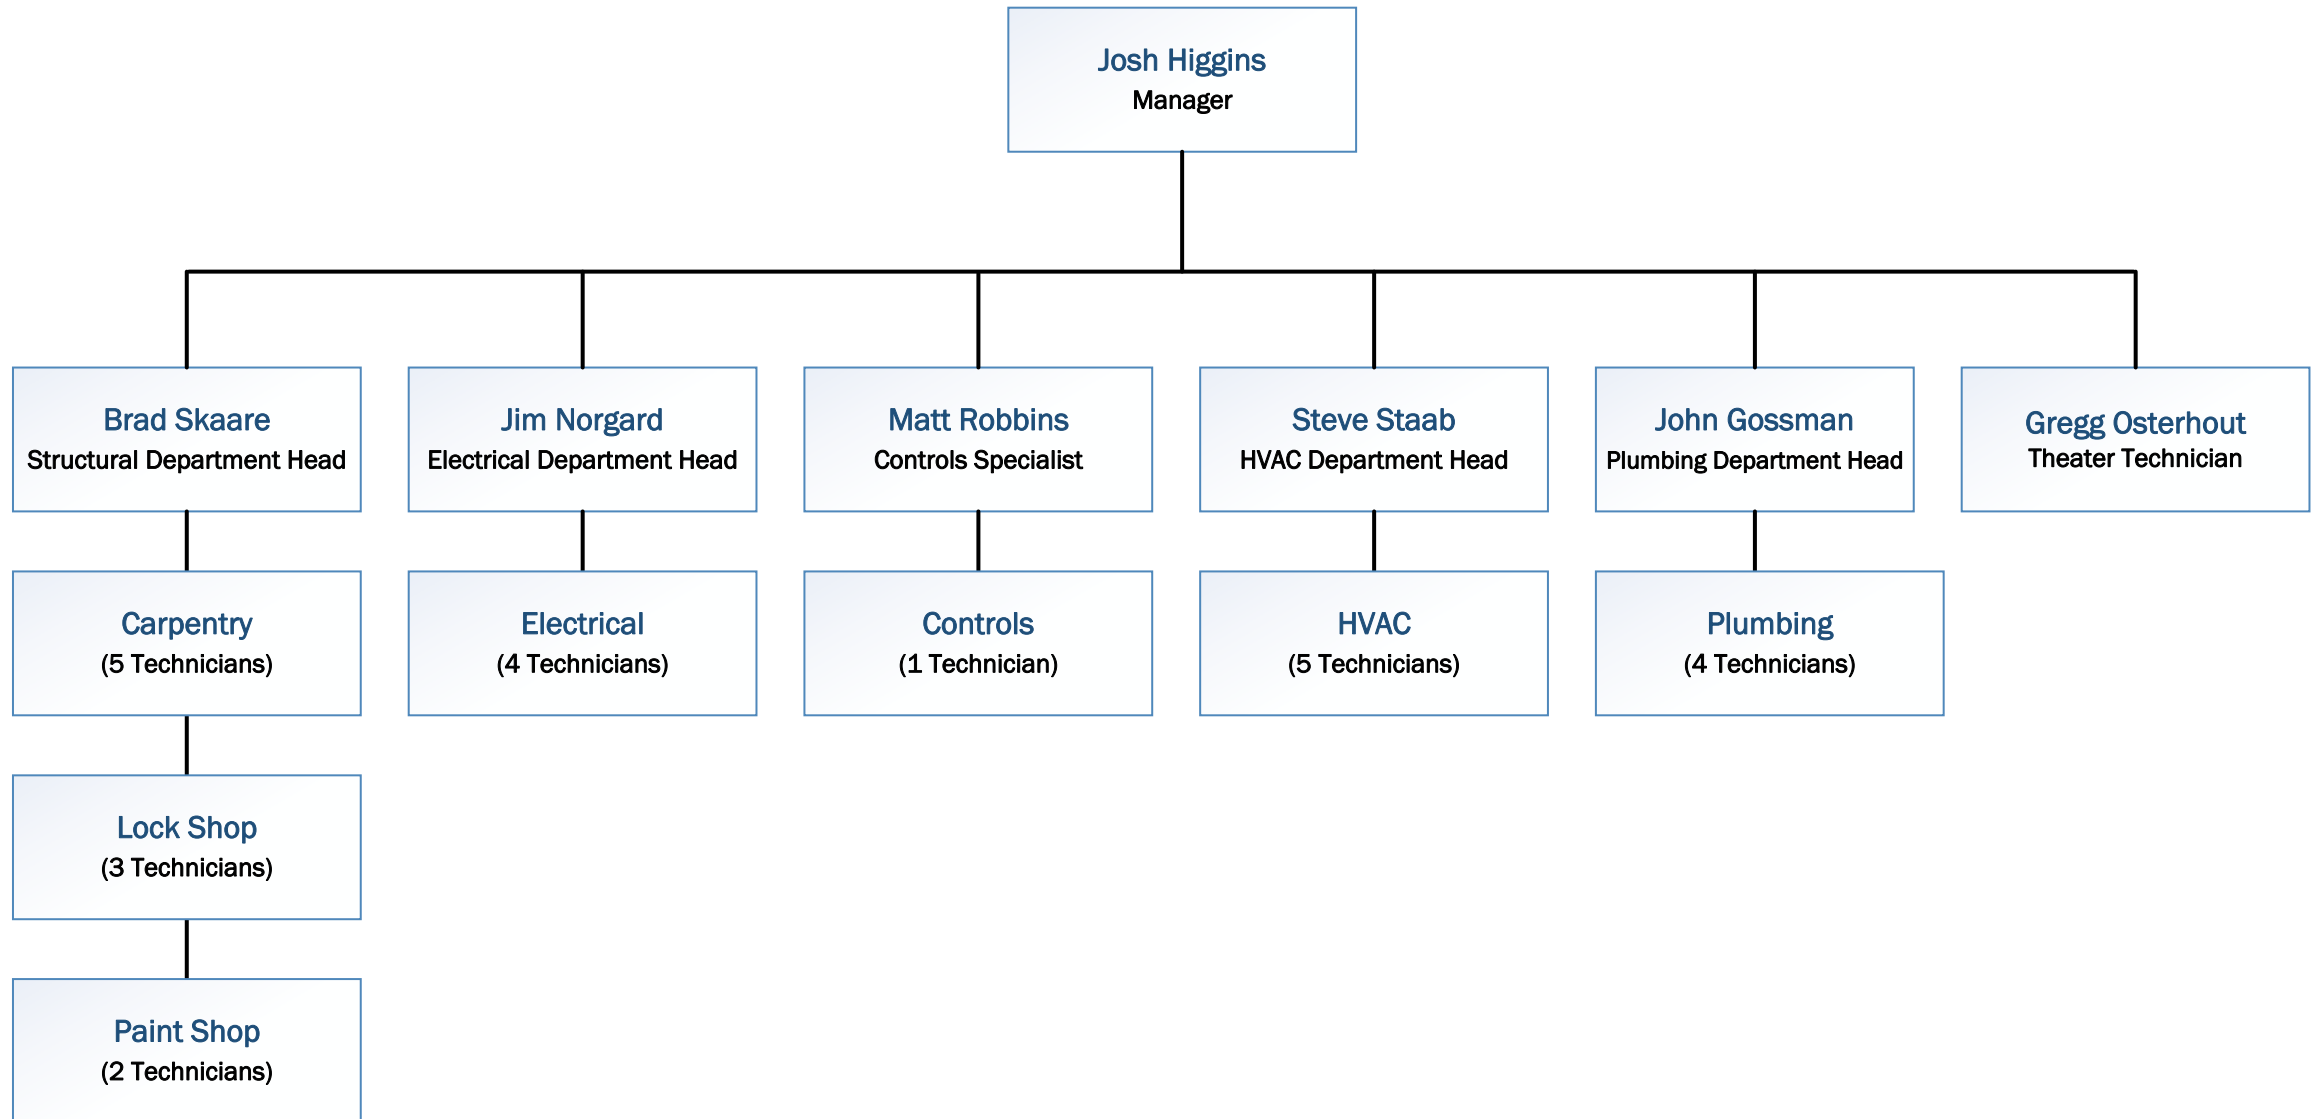 Josh Higgins
Manager
Brad Skaare
Structural Department Head
Jim Norgard
Electrical Department Head
Matt Robbins
Controls Specialist
Steve Staab
HVAC Department Head
John Gossman
Plumbing Department Head
Gregg Osterhout
Theater Technician
Carpentry
(5 Technicians)
Electrical
(4 Technicians)
Controls
(1 Technician)
HVAC
(5 Technicians)
Plumbing
(4 Technicians)
Lock Shop
(3 Technicians)
Paint Shop
(2 Technicians)